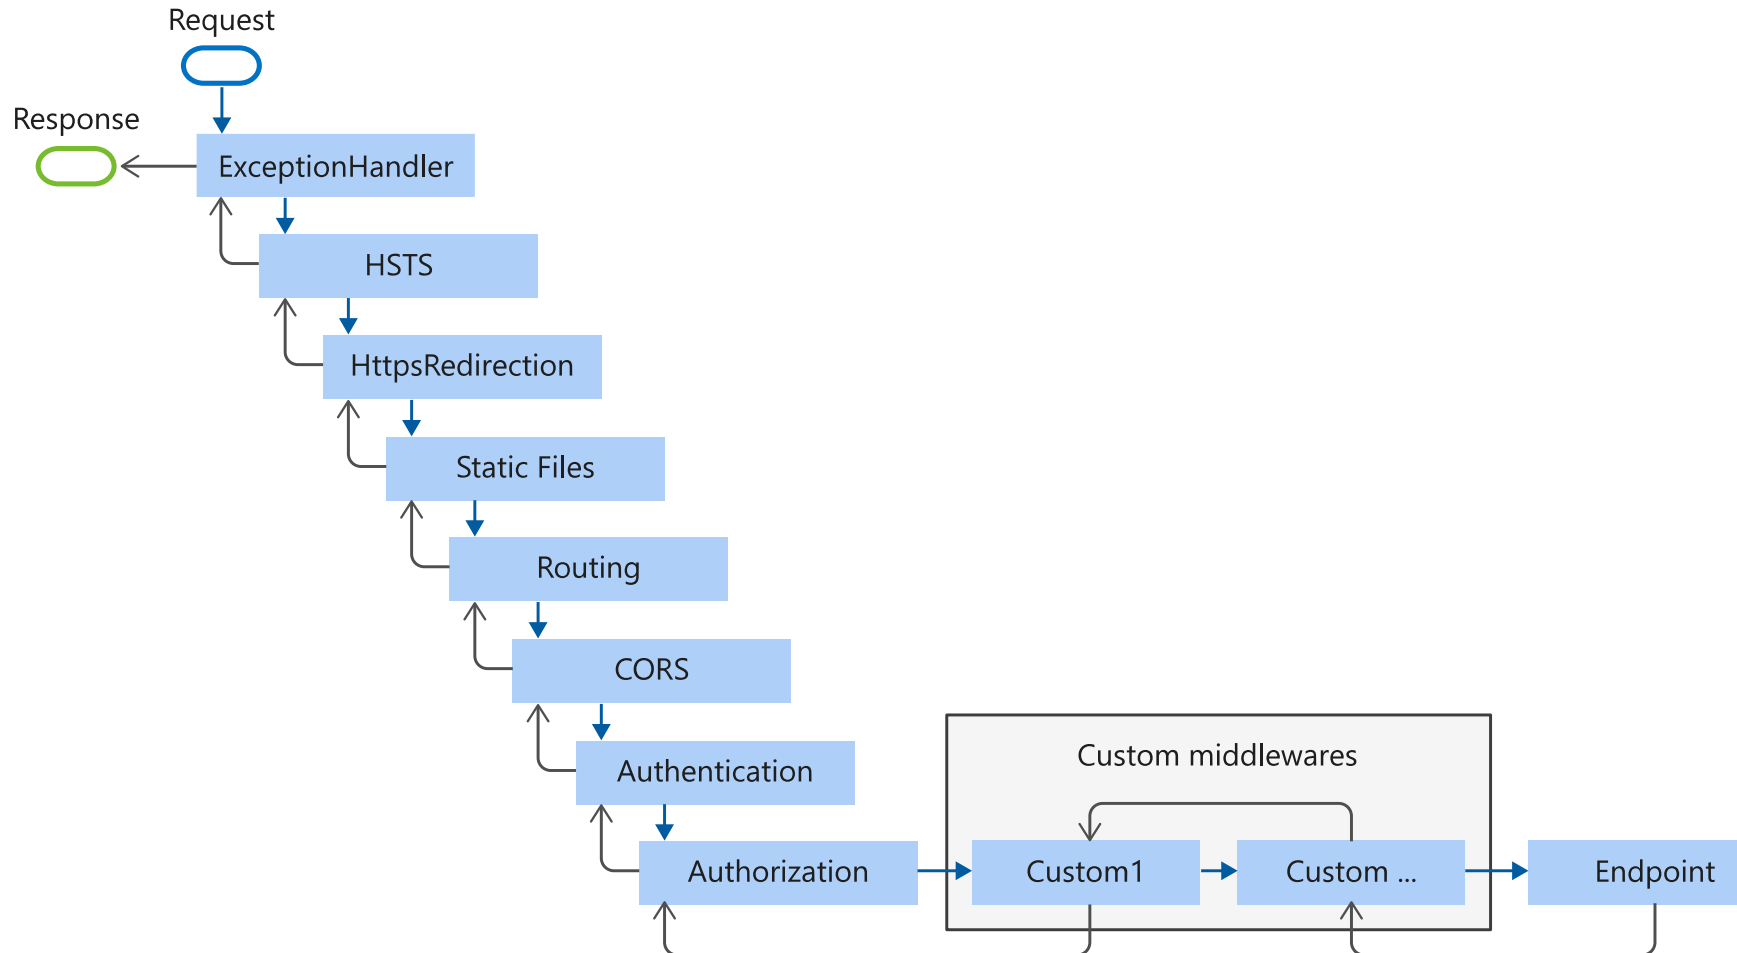 Request
Response
ExceptionHandler
HSTS
HttpsRedirection
Static Files
Routing
CORS
Authentication
Custom middlewares
Authorization
Custom1
Custom ...
Endpoint